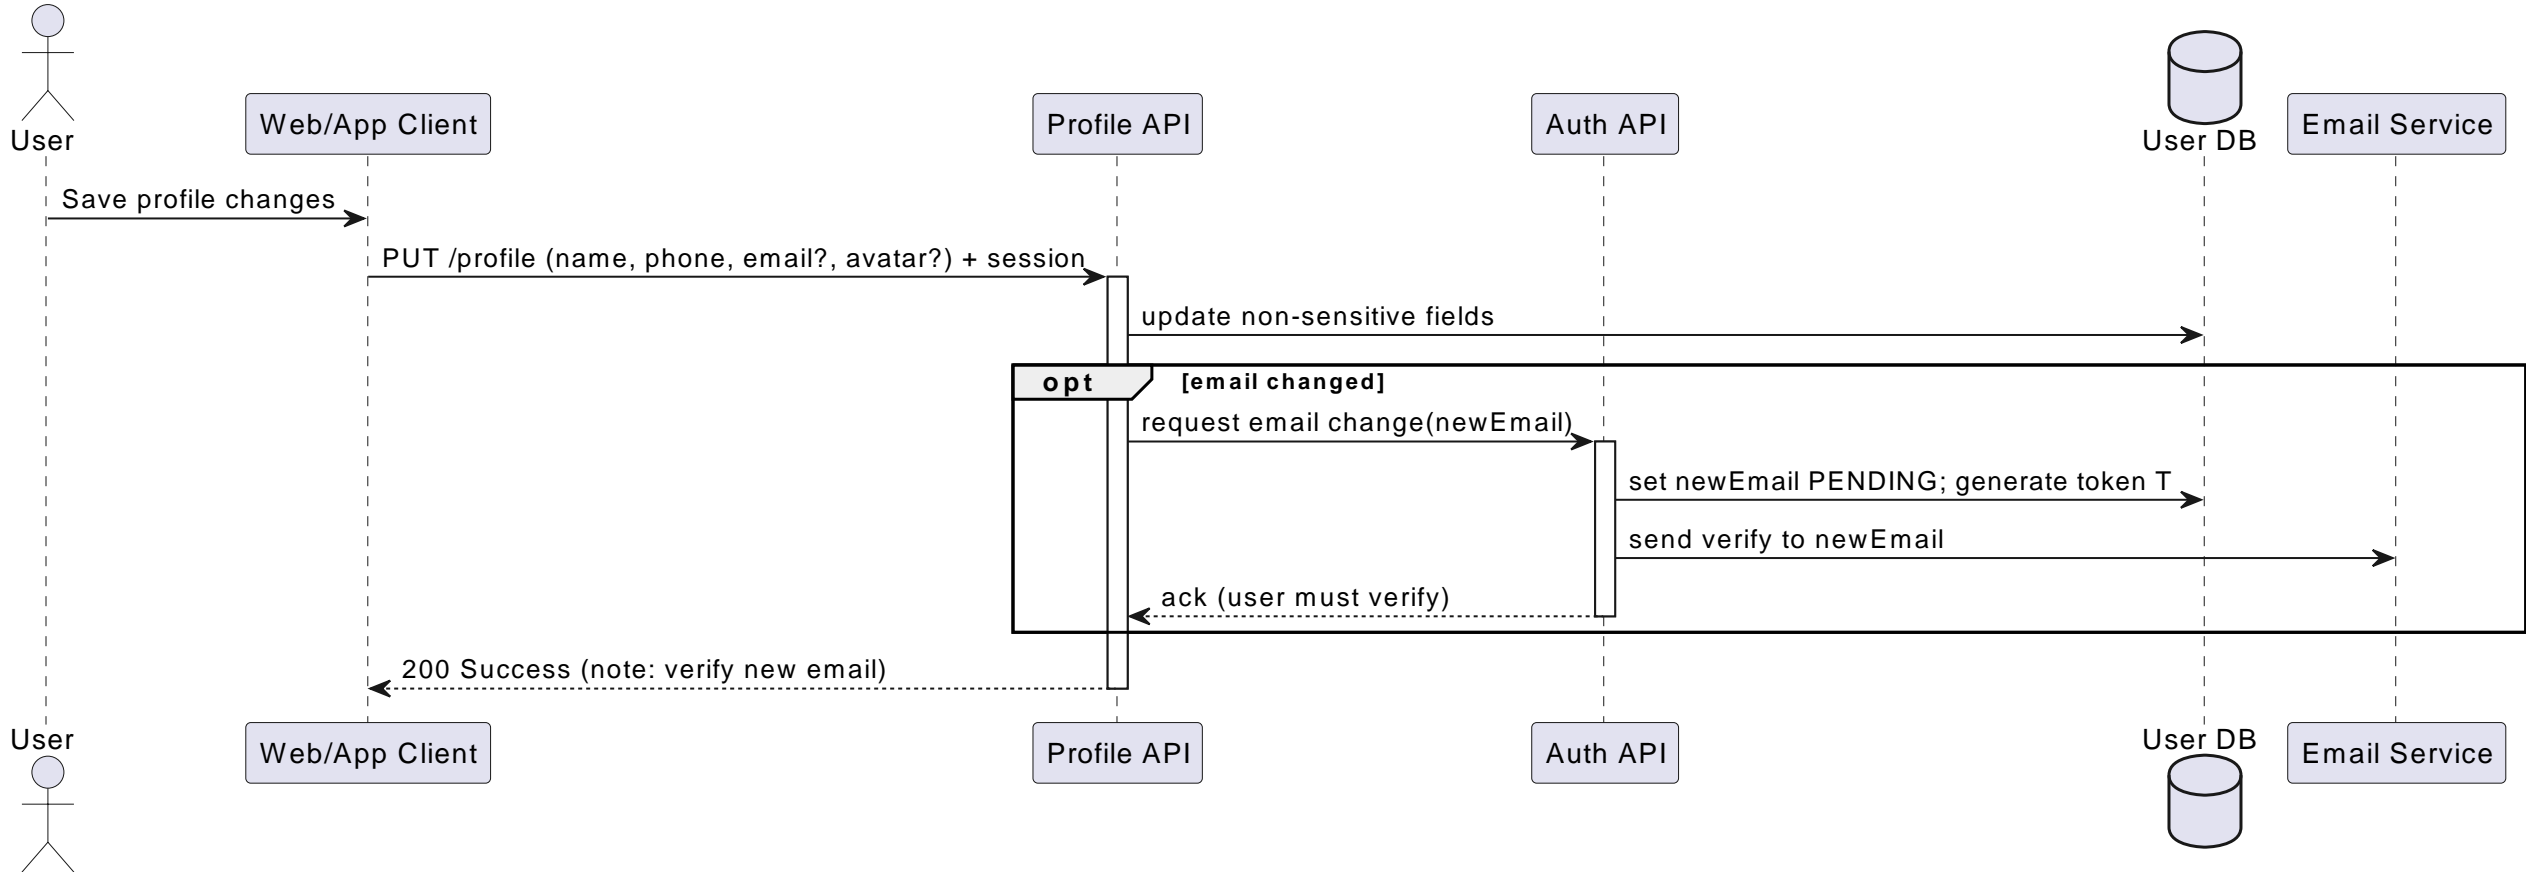 User
Web/App Client
Profile API
Auth API
User DB
Email Service
Save profile changes
PUT /profile (name, phone, email?, avatar?) + session
update non-sensitive fields
opt
[email changed]
request email change(newEmail)
set newEmail PENDING; generate token T
send verify to newEmail
ack (user must verify)
200 Success (note: verify new email)
User
Web/App Client
Profile API
Auth API
User DB
Email Service